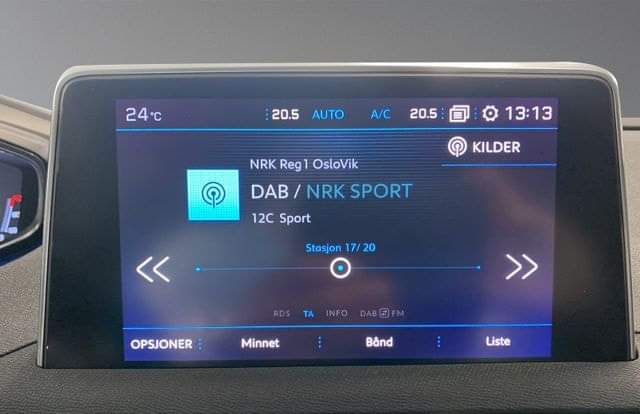 24°C 20.5 AUTO A/C 20.5 13:13
KILDER
NRK Reg1 OsloVik
DAB / NRK SPORT
12C Sport
Stasjon 17/20
RDS TA INFO DAB FM
OPSJONER Minnet Bånd Liste